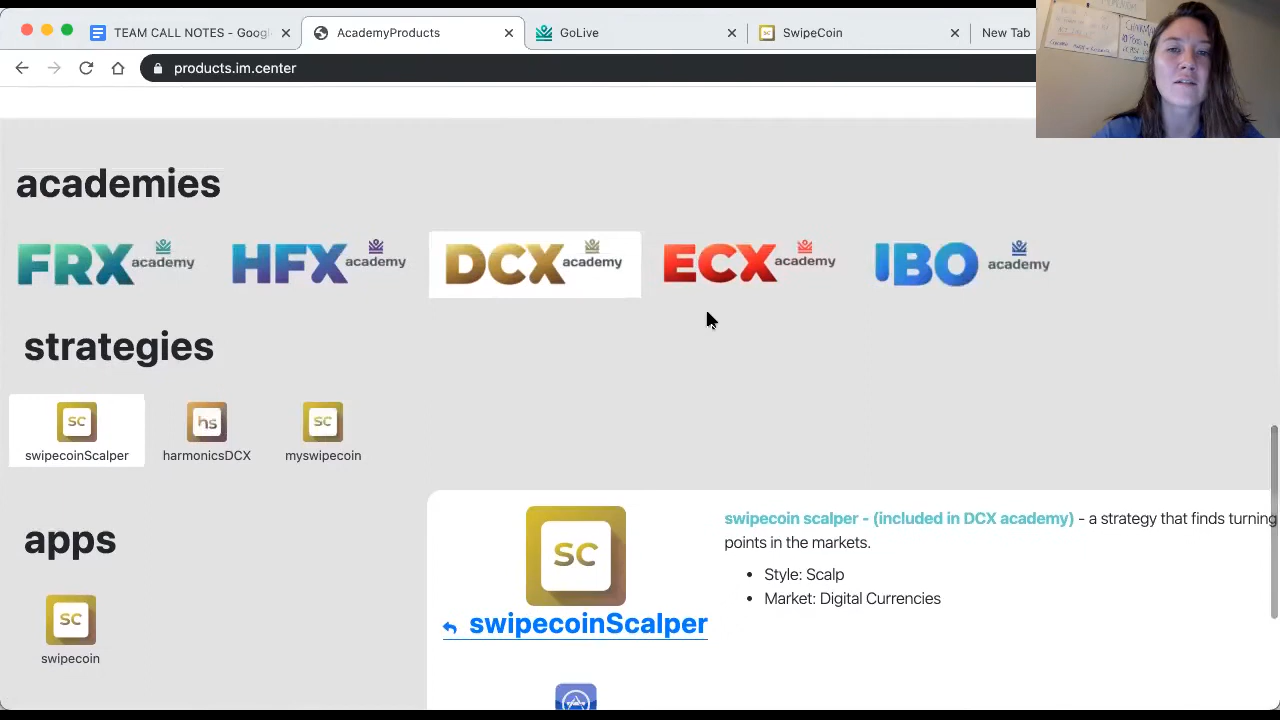 TEAM CALL NOTES - Googl
AcademyProducts
GoLive
SwipeCoin
New Tab
products.im.center
academies
FRX academy
HFX academy
DCX academy
ECX academy
IBO academy
strategies
SC
hs
SC
swipecoinScalper
harmonicsDCX
myswipecoin
apps
SC
swipecoin
SC
swipecoinScalper
swipecoin scalper - (included in DCX academy) - a strategy that finds turning
points in the markets.
• Style: Scalp
• Market: Digital Currencies